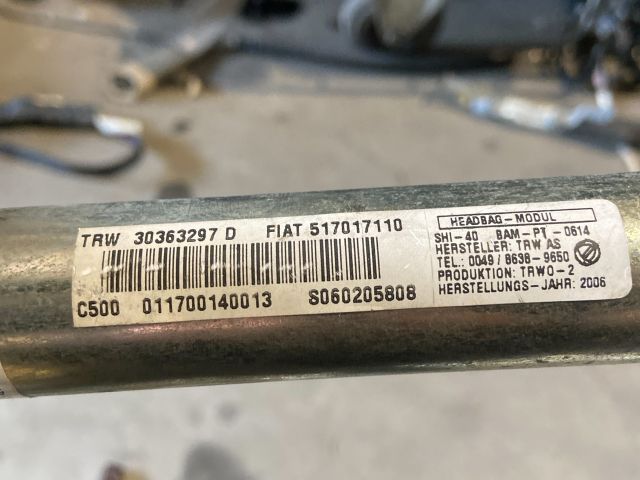 TRW 30363297 D FIAT 517017110
C500 011700140013 S060205808
HEADBAG-MODUL
SHI-40 BAM-PT-0614
HERSTELLER: TRW AS
TEL.: 0049/8638-9650
PRODUKTION: TRWO-2
HERSTELLUNGS-JAHR: 2006